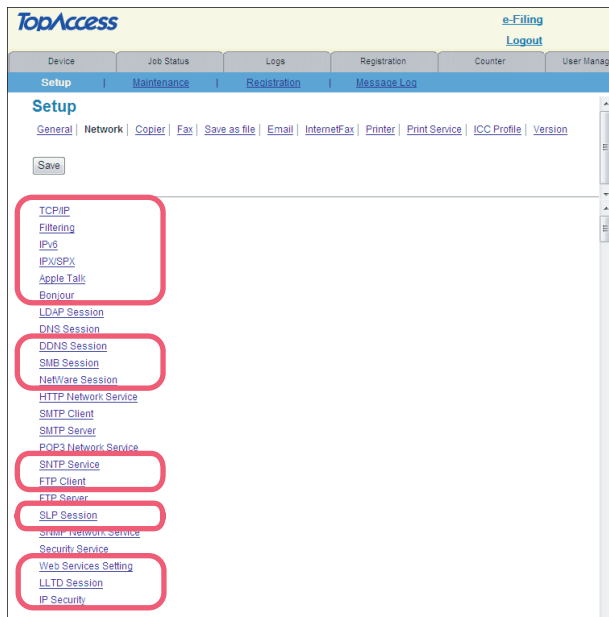 TopAccess
e-Filing
Logout
Device Job Status Logs Registration Counter User Manag
Setup | Maintenance | Registration | Message Log
Setup
General | Network | Copier | Fax | Save as file | Email | InternetFax | Printer | Print Service | ICC Profile | Version
Save
TCP/IP
Filtering
IPv6
IPX/SPX
Apple Talk
Bonjour
LDAP Session
DNS Session
DDNS Session
SMB Session
NetWare Session
HTTP Network Service
SMTP Client
SMTP Server
POP3 Network Service
SNTP Service
FTP Client
FTP Server
SLP Session
SNMP Network Service
Security Service
Web Services Setting
LLTD Session
IP Security